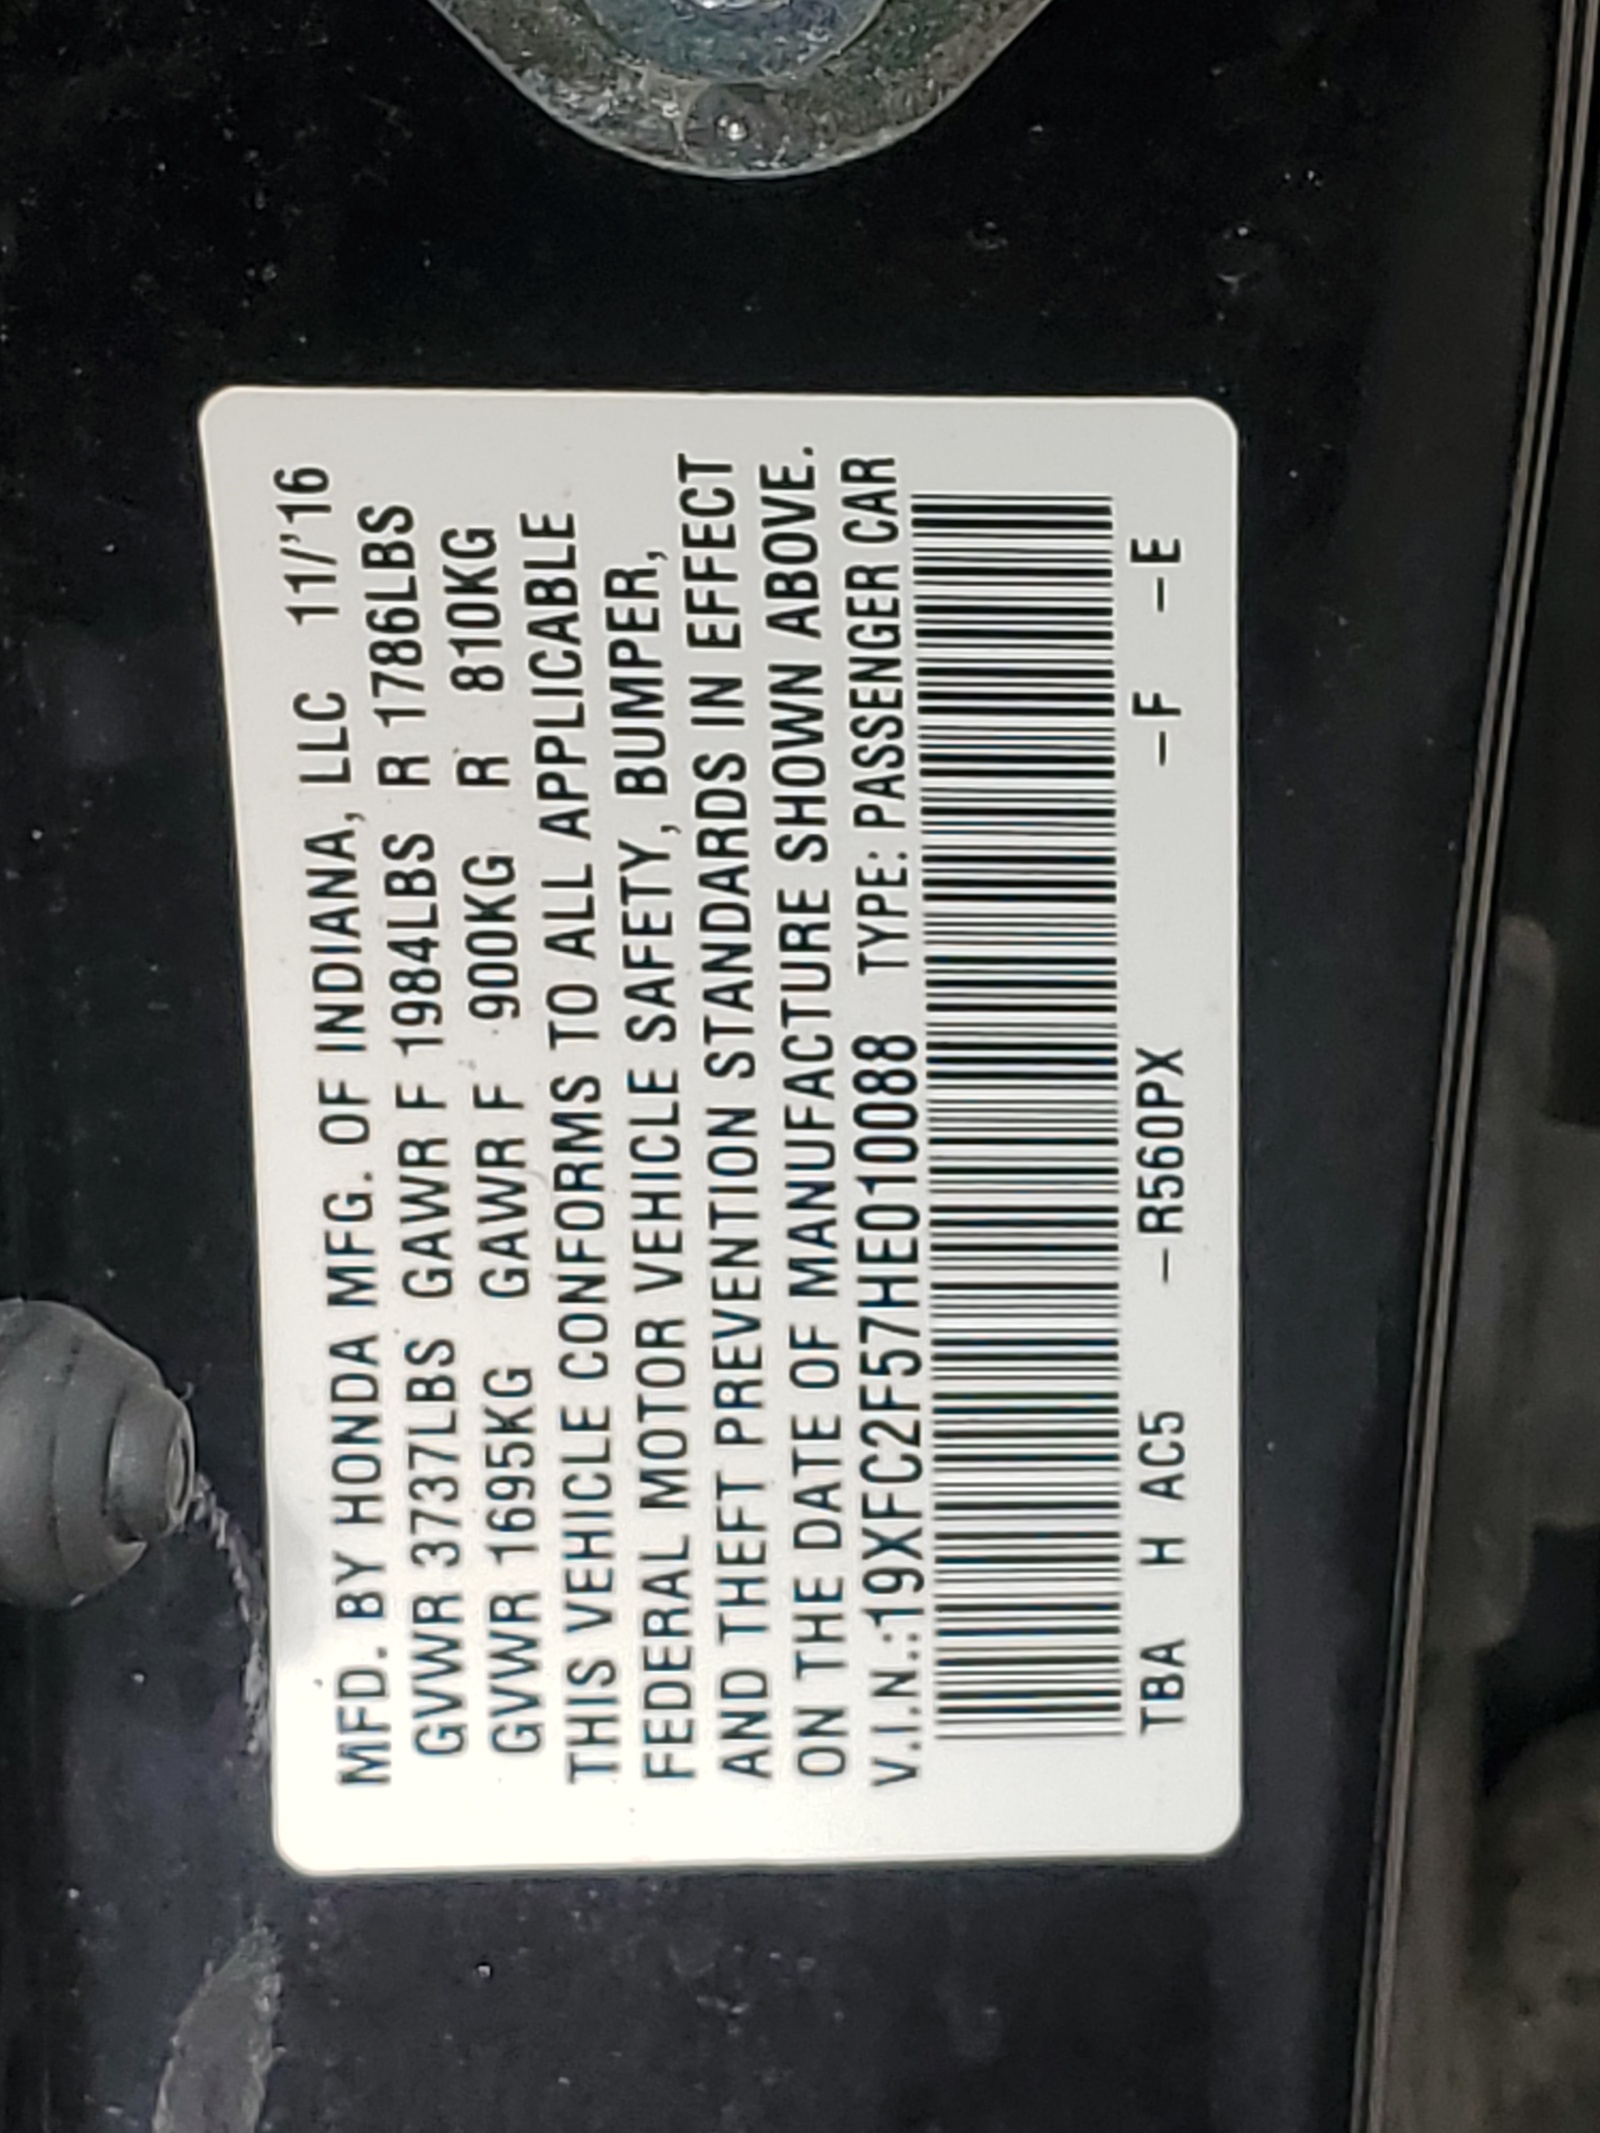 MFD. BY HONDA MFG. OF INDIANA, LLC 11/'16
GVWR 3737LBS GAWR F 1984LBS R 1786LBS
GVWR 1695KG GAWR F 900KG R 810KG
THIS VEHICLE CONFORMS TO ALL APPLICABLE
FEDERAL MOTOR VEHICLE SAFETY, BUMPER,
AND THEFT PREVENTION STANDARDS IN EFFECT
ON THE DATE OF MANUFACTURE SHOWN ABOVE.
V.I.N.:19XFC2F57HE010088 TYPE: PASSENGER CAR
TBA H AC5 –R560PX –F –E